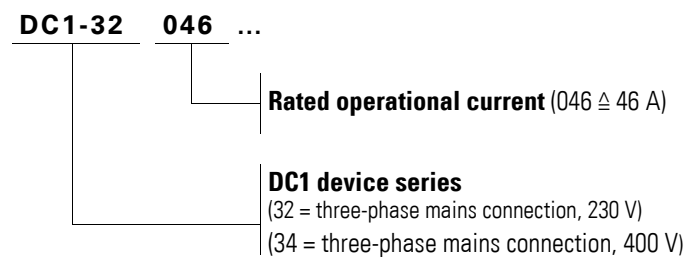 DC1-32 046 ...
Rated operational current (046 ≙ 46 A)
DC1 device series
(32 = three-phase mains connection, 230 V)
(34 = three-phase mains connection, 400 V)